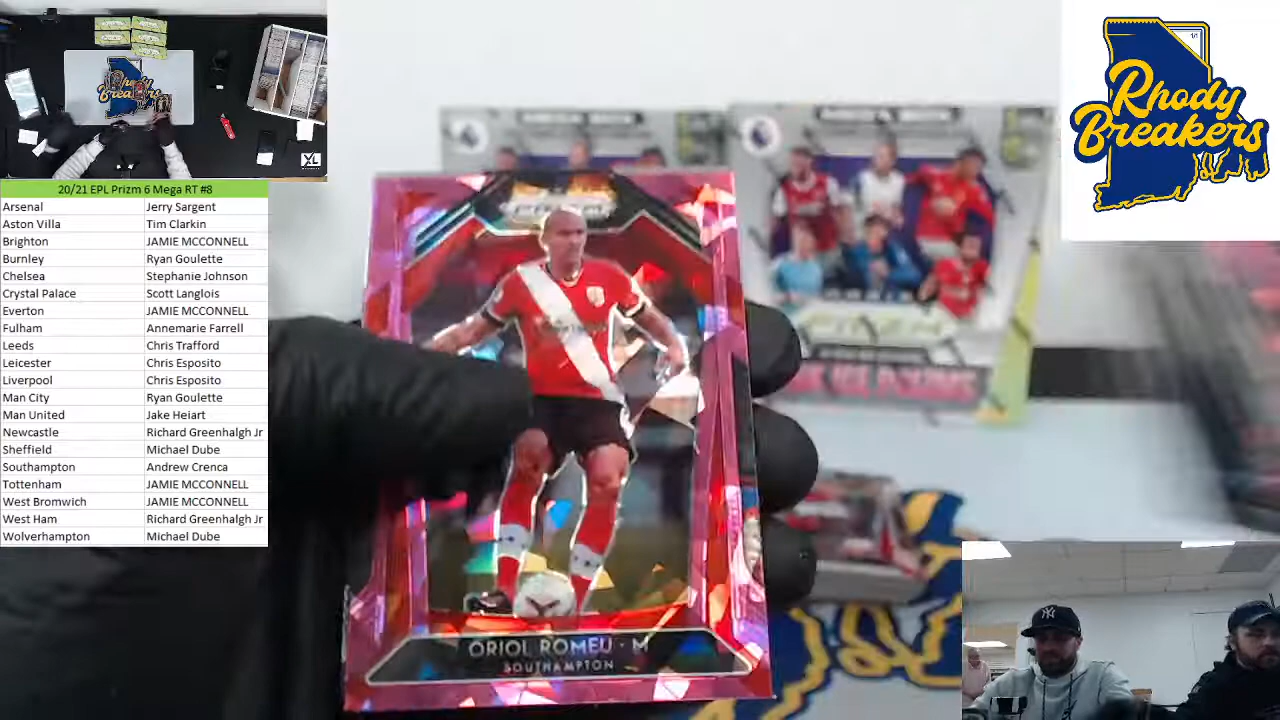 20/21 EPL Prizm 6 Mega RT #8
Arsenal Jerry Sargent
Aston Villa Tim Clarkin
Brighton JAMIE MCCONNELL
Burnley Ryan Goulette
Chelsea Stephanie Johnson
Crystal Palace Scott Langlois
Everton JAMIE MCCONNELL
Fulham Annemarie Farrell
Leeds Chris Trafford
Leicester Chris Esposito
Liverpool Chris Esposito
Man City Ryan Goulette
Man United Jake Heiart
Newcastle Richard Greenhalgh Jr
Sheffield Michael Dube
Southampton Andrew Crenca
Tottenham JAMIE MCCONNELL
West Bromwich JAMIE MCCONNELL
West Ham Richard Greenhalgh Jr
Wolverhampton Michael Dube
XL
PRIZM
ORIOL ROMEU - M
SOUTHAMPTON
Rhody
Breakers
1/1